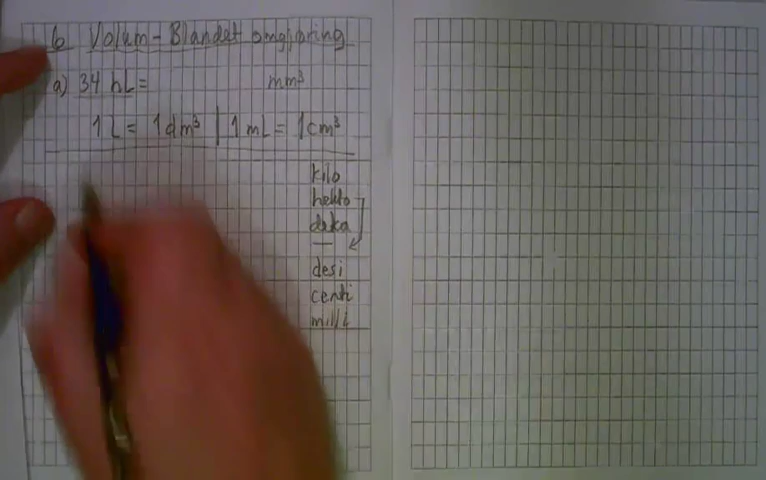 6 Volum - Blandet omgjøring
a) 34 hL = mm³
1 L = 1 dm³ | 1 mL = 1 cm³
kilo
hekto
deka
—
desi
centi
milli